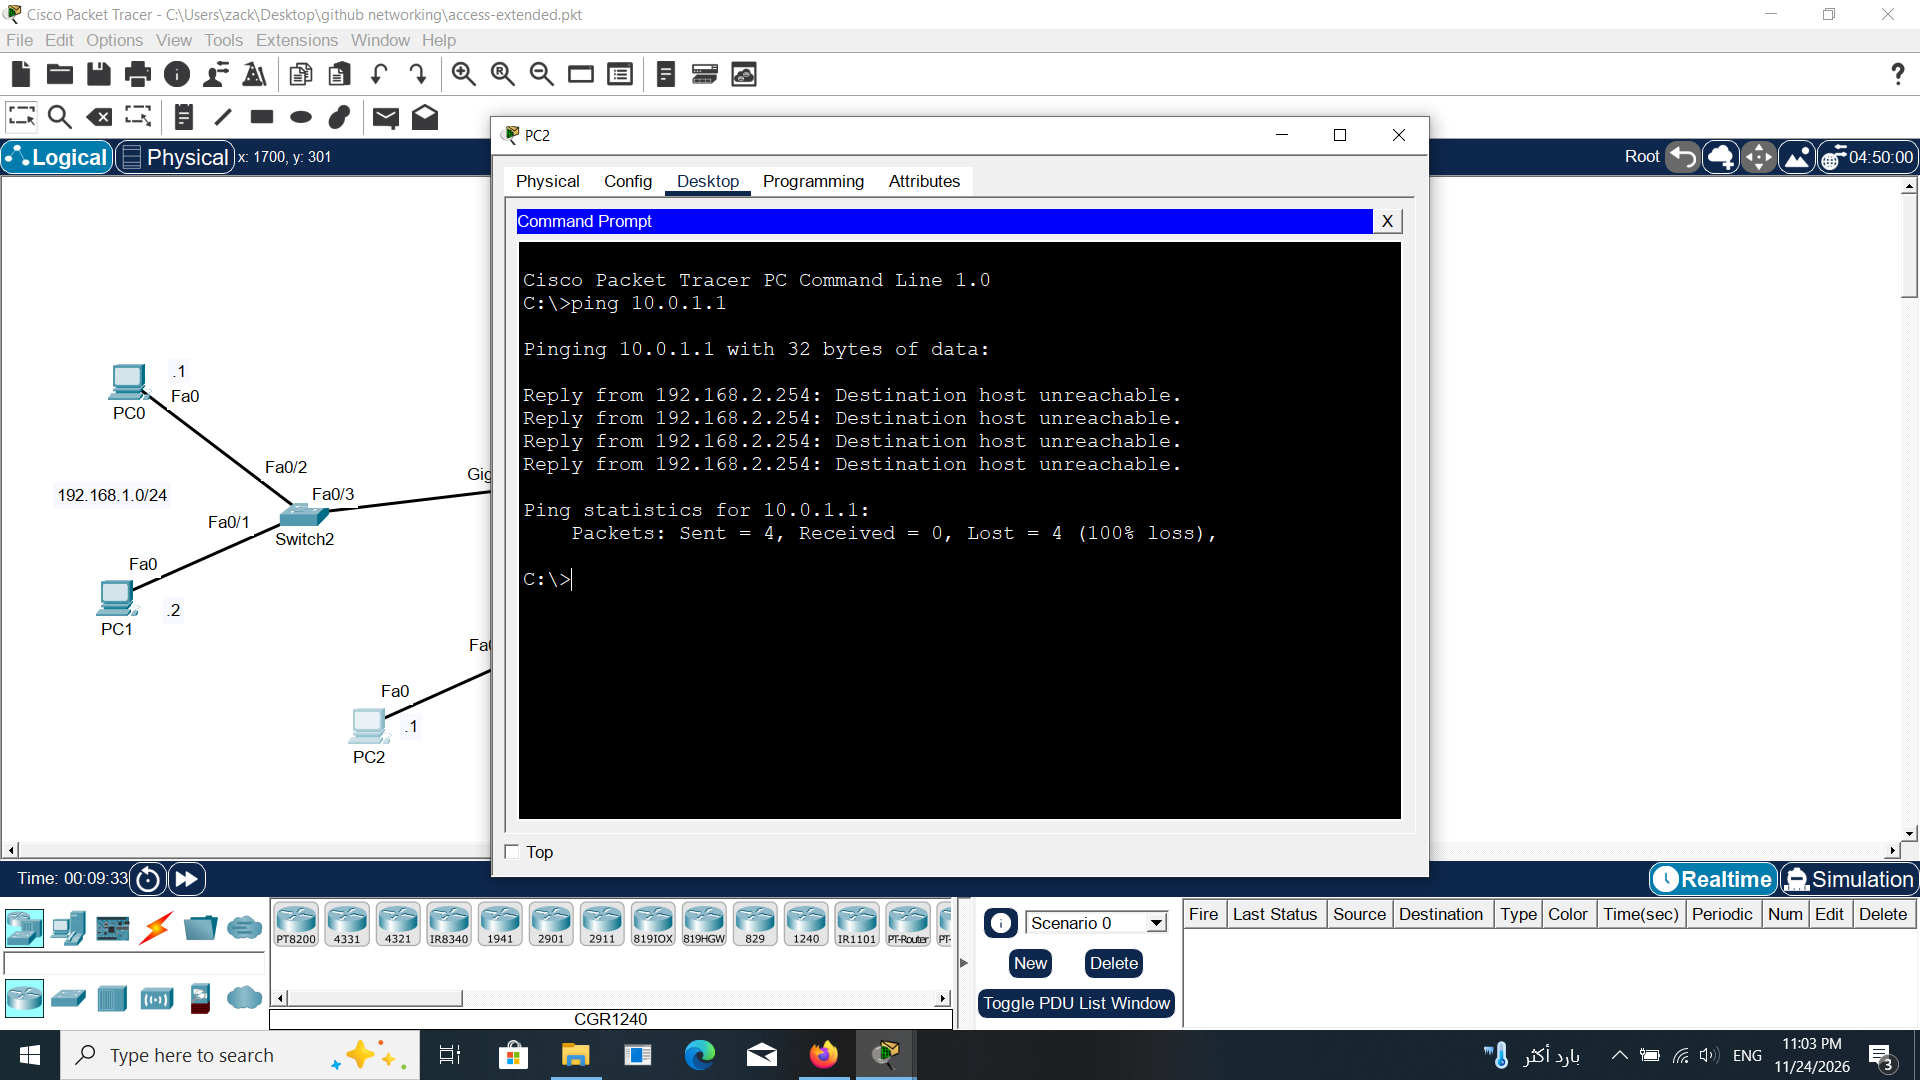 Cisco Packet Tracer - C:\Users\zack\Desktop\github networking\access-extended.pkt
File Edit Options View Tools Extensions Window Help
Logical Physical x: 1700, y: 301
Root 04:50:00
PC2
Physical Config Desktop Programming Attributes
Command Prompt X
Cisco Packet Tracer PC Command Line 1.0
C:\>ping 10.0.1.1
Pinging 10.0.1.1 with 32 bytes of data:
Reply from 192.168.2.254: Destination host unreachable.
Reply from 192.168.2.254: Destination host unreachable.
Reply from 192.168.2.254: Destination host unreachable.
Reply from 192.168.2.254: Destination host unreachable.
Ping statistics for 10.0.1.1:
Packets: Sent = 4, Received = 0, Lost = 4 (100% loss),
C:\>
Top
.1
Fa0
PC0
Fa0/2
Gig
192.168.1.0/24
Fa0/3
Fa0/1
Switch2
Fa0
.2
PC1
Fa0
Fa0
.1
PC2
Time: 00:09:33
Realtime Simulation
PT8200 4331 4321 IR8340 1941 2901 2911 819IOX 819HGW 829 1240 IR1101 PT-Router PT-
CGR1240
Scenario 0
New Delete
Toggle PDU List Window
Fire Last Status Source Destination Type Color Time(sec) Periodic Num Edit Delete
Type here to search
بارد أكثر
ENG
11:03 PM
11/24/2026
3